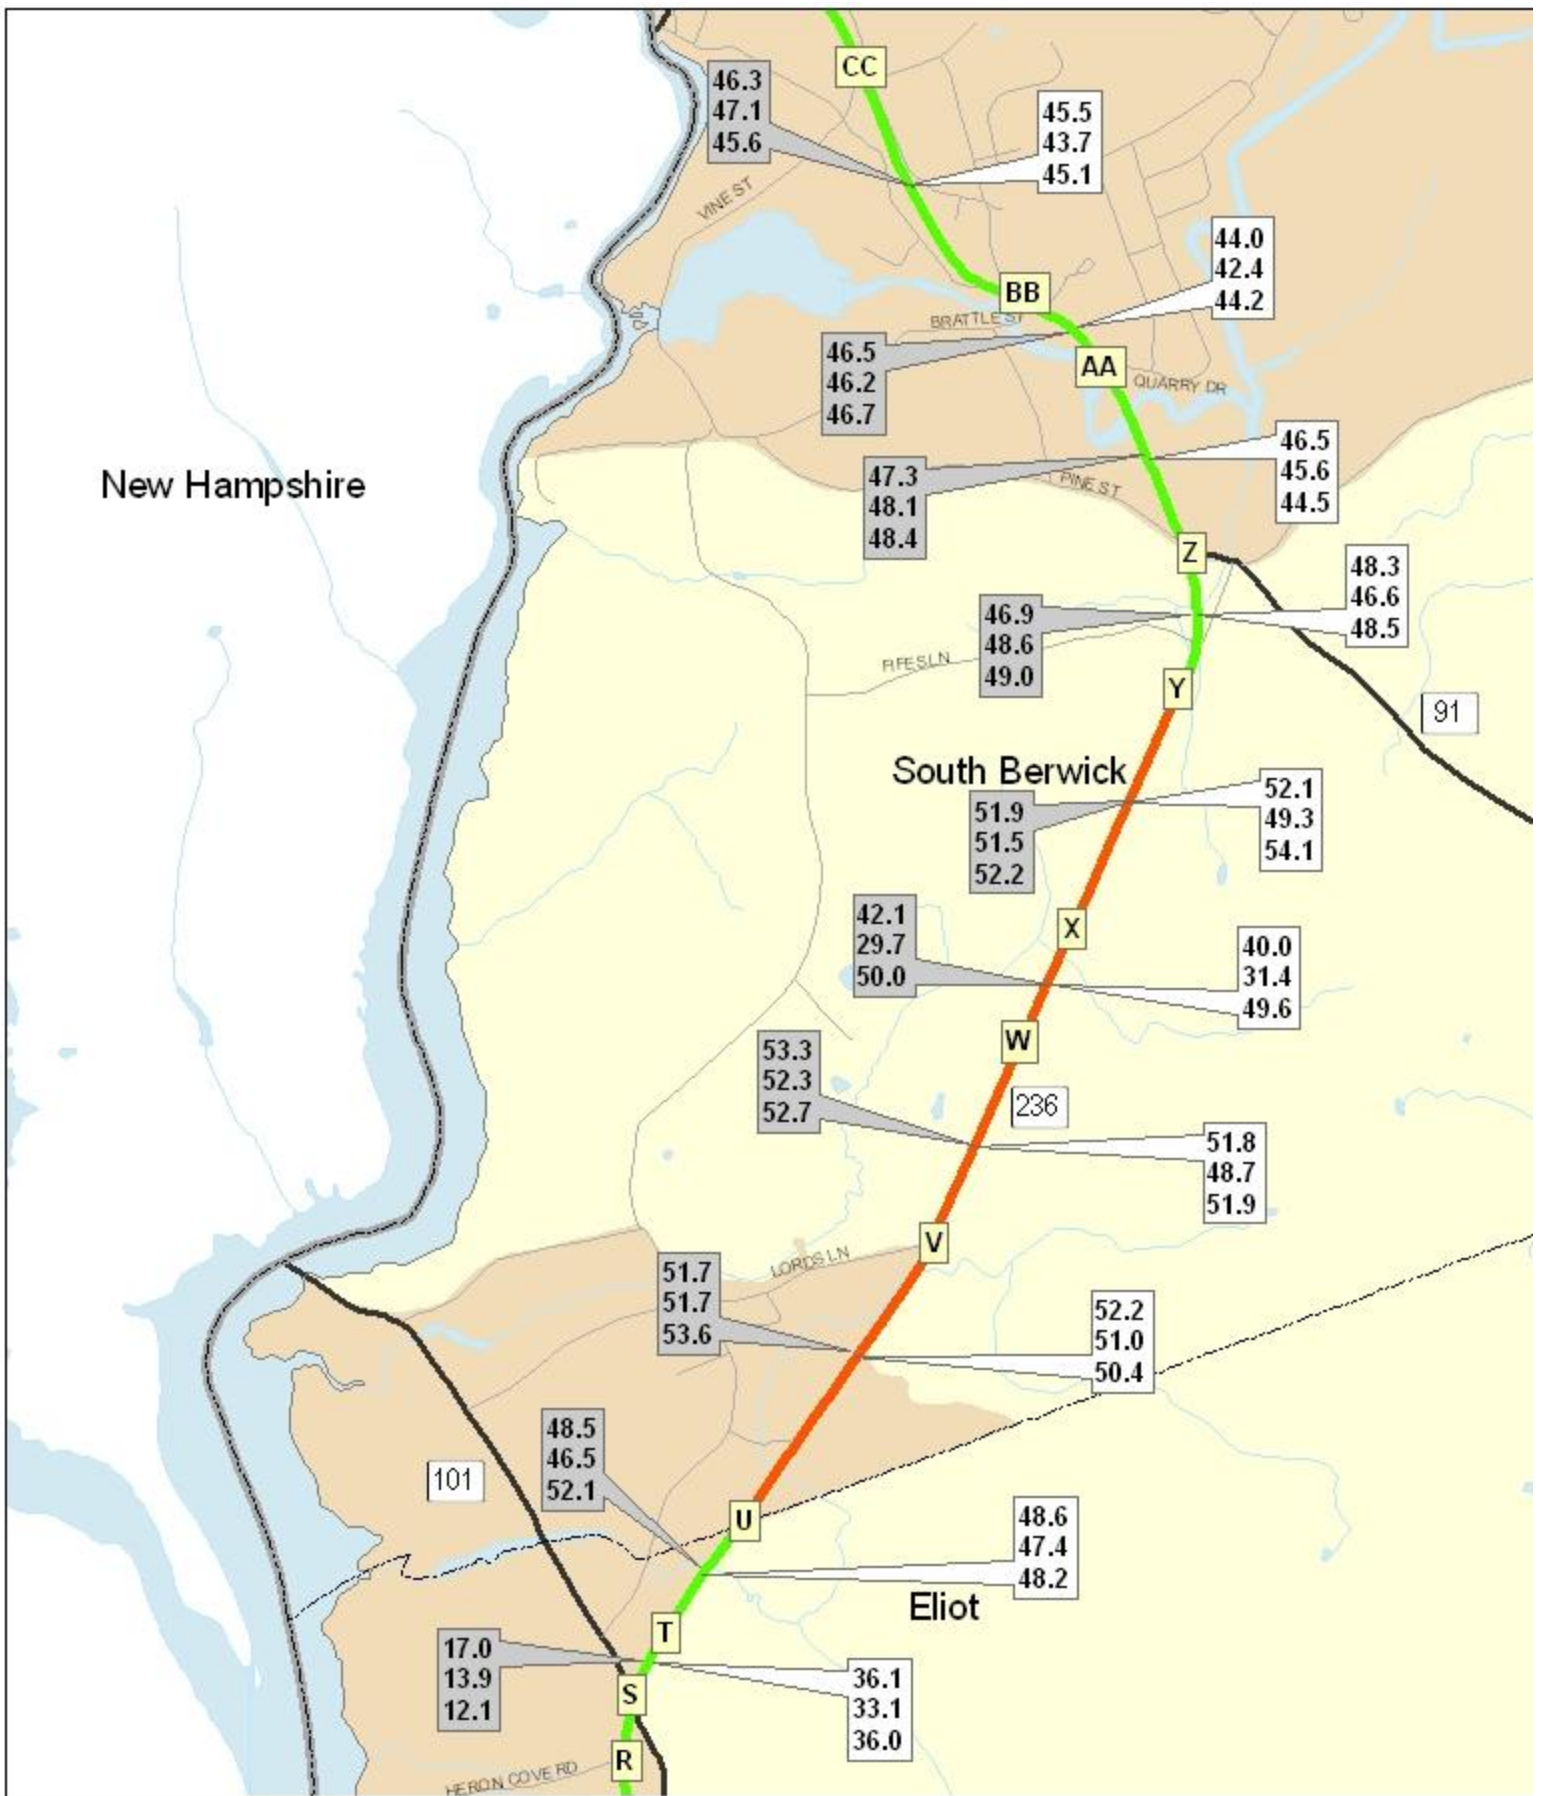 CC
46.3
47.1
45.6
45.5
43.7
45.1
VINE ST
44.0
42.4
44.2
BB
BRATTLE ST
46.5
46.2
46.7
AA
QUARRY DR
46.5
45.6
44.5
47.3
48.1
48.4
PINE ST
New Hampshire
Z
48.3
46.6
48.5
46.9
48.6
49.0
FIFES LN
Y
91
South Berwick
52.1
49.3
54.1
51.9
51.5
52.2
42.1
29.7
50.0
X
40.0
31.4
49.6
W
53.3
52.3
52.7
236
51.8
48.7
51.9
V
LORDS LN
51.7
51.7
53.6
52.2
51.0
50.4
48.5
46.5
52.1
101
U
48.6
47.4
48.2
Eliot
T
17.0
13.9
12.1
36.1
33.1
36.0
S
R
HERON COVE RD